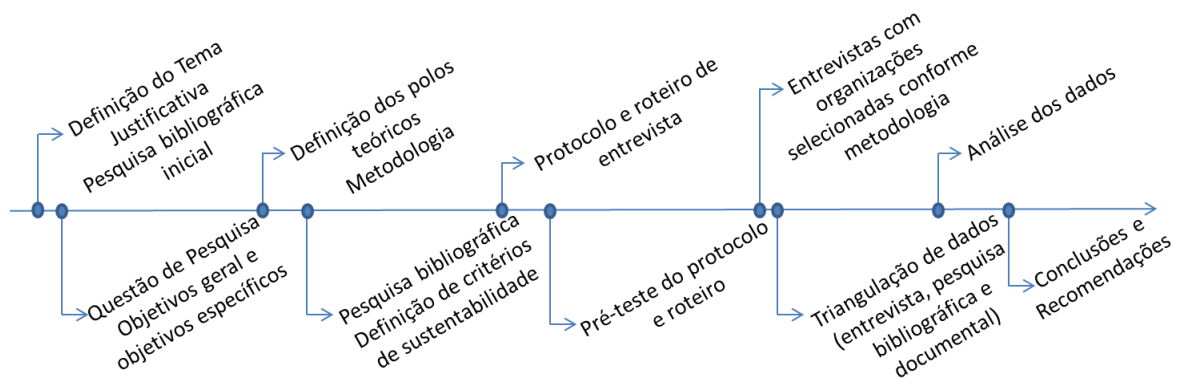 Definição do Tema
Justificativa
Pesquisa bibliográfica
inicial
Questão de Pesquisa
Objetivos geral e
objetivos específicos
Definição dos polos
teóricos
Metodologia
Pesquisa bibliográfica
Definição de critérios
de sustentabilidade
Protocolo e roteiro de
entrevista
Pré-teste do protocolo
e roteiro
Entrevistas com
organizações
selecionadas conforme
metodologia
Triangulação de dados
(entrevista, pesquisa
bibliográfica e
documental)
Análise dos dados
Conclusões e
Recomendações